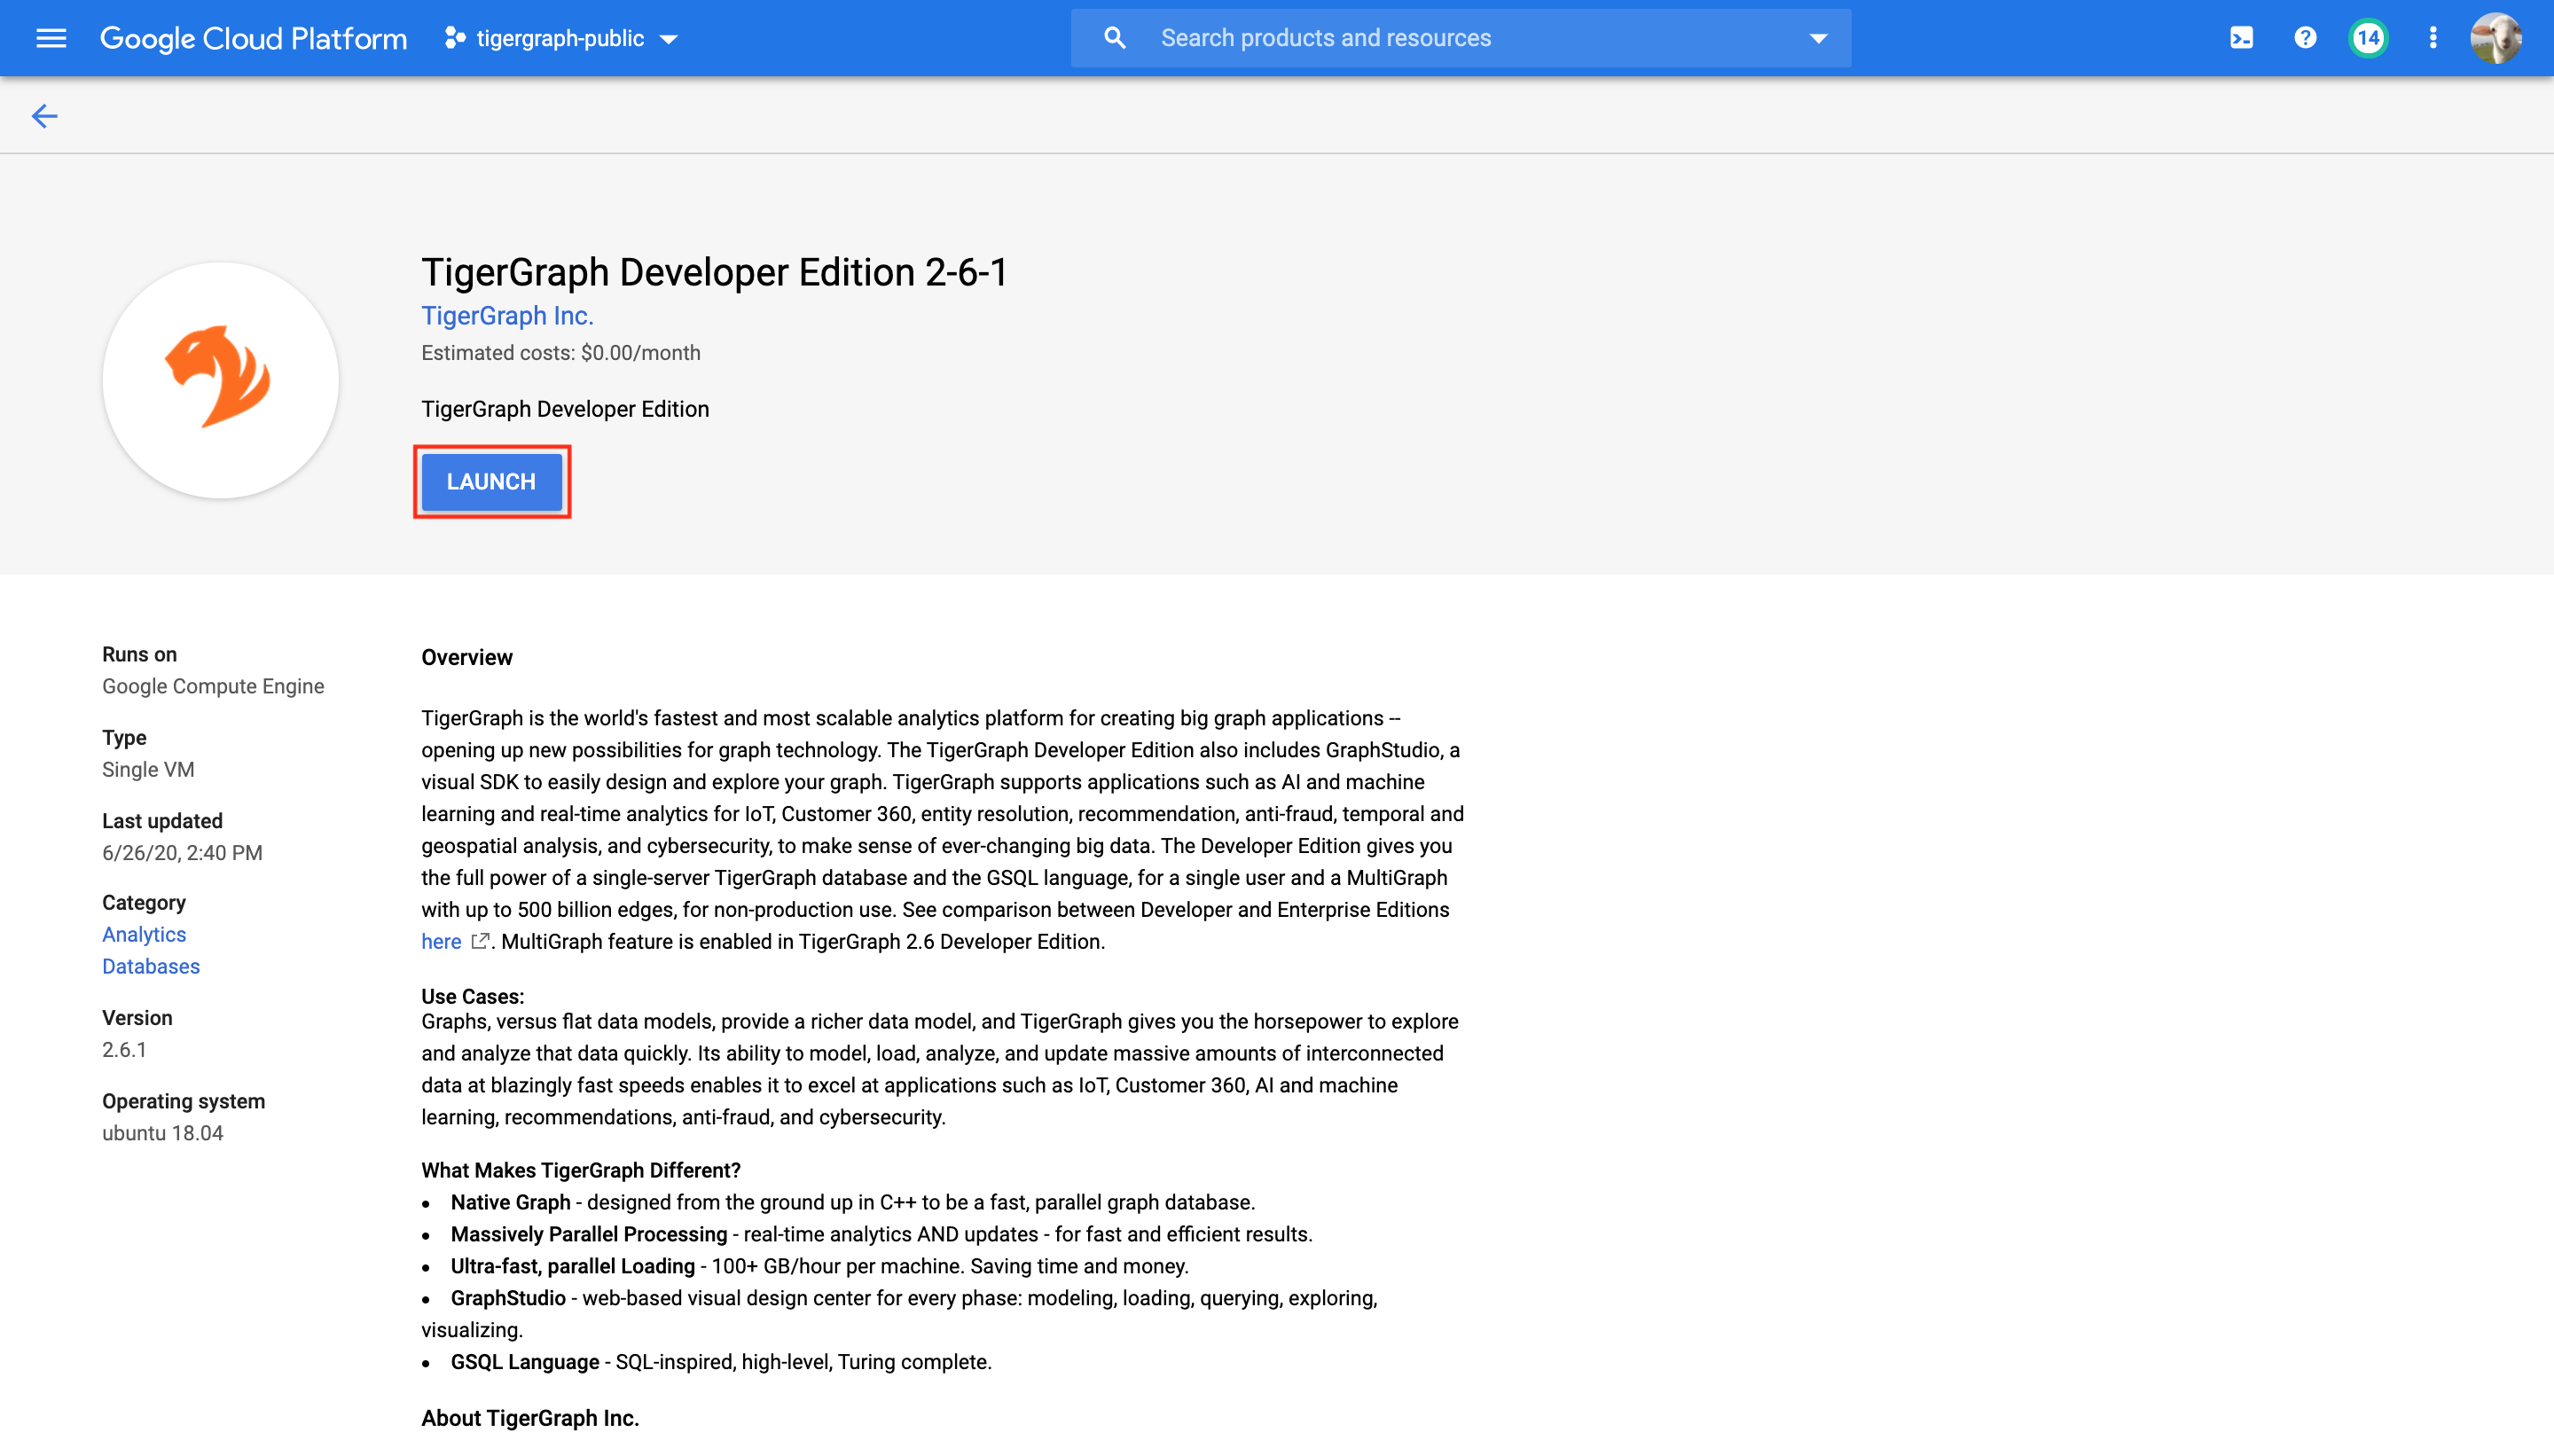 Google Cloud Platform tigergraph-public Search products and resources 14
TigerGraph Developer Edition 2-6-1
TigerGraph Inc.
Estimated costs: $0.00/month
TigerGraph Developer Edition
LAUNCH
Runs on
Google Compute Engine
Type
Single VM
Last updated
6/26/20, 2:40 PM
Category
Analytics
Databases
Version
2.6.1
Operating system
ubuntu 18.04
Overview
TigerGraph is the world's fastest and most scalable analytics platform for creating big graph applications --
opening up new possibilities for graph technology. The TigerGraph Developer Edition also includes GraphStudio, a
visual SDK to easily design and explore your graph. TigerGraph supports applications such as AI and machine
learning and real-time analytics for IoT, Customer 360, entity resolution, recommendation, anti-fraud, temporal and
geospatial analysis, and cybersecurity, to make sense of ever-changing big data. The Developer Edition gives you
the full power of a single-server TigerGraph database and the GSQL language, for a single user and a MultiGraph
with up to 500 billion edges, for non-production use. See comparison between Developer and Enterprise Editions
here . MultiGraph feature is enabled in TigerGraph 2.6 Developer Edition.
Use Cases:
Graphs, versus flat data models, provide a richer data model, and TigerGraph gives you the horsepower to explore
and analyze that data quickly. Its ability to model, load, analyze, and update massive amounts of interconnected
data at blazingly fast speeds enables it to excel at applications such as IoT, Customer 360, AI and machine
learning, recommendations, anti-fraud, and cybersecurity.
What Makes TigerGraph Different?
• Native Graph - designed from the ground up in C++ to be a fast, parallel graph database.
• Massively Parallel Processing - real-time analytics AND updates - for fast and efficient results.
• Ultra-fast, parallel Loading - 100+ GB/hour per machine. Saving time and money.
• GraphStudio - web-based visual design center for every phase: modeling, loading, querying, exploring,
visualizing.
• GSQL Language - SQL-inspired, high-level, Turing complete.
About TigerGraph Inc.